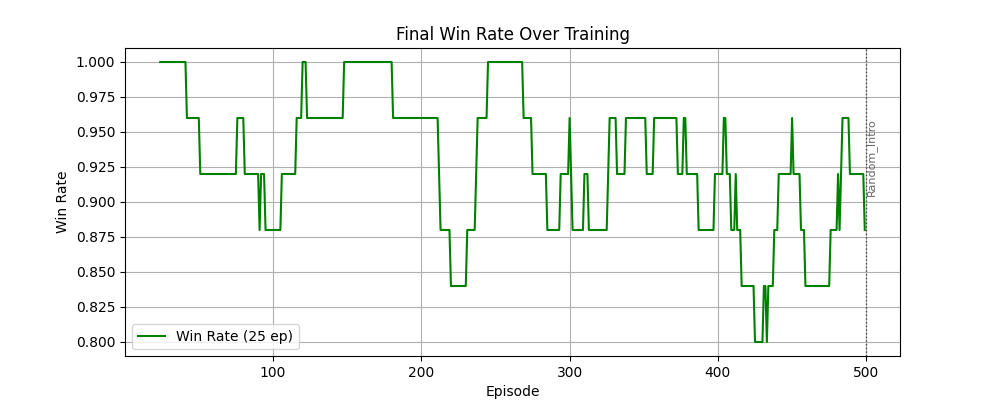 Final Win Rate Over Training
1.000
0.975
0.950
0.925
0.900
0.875
0.850
0.825
0.800
Win Rate
Random_Intro
Win Rate (25 ep)
100
200
300
400
500
Episode